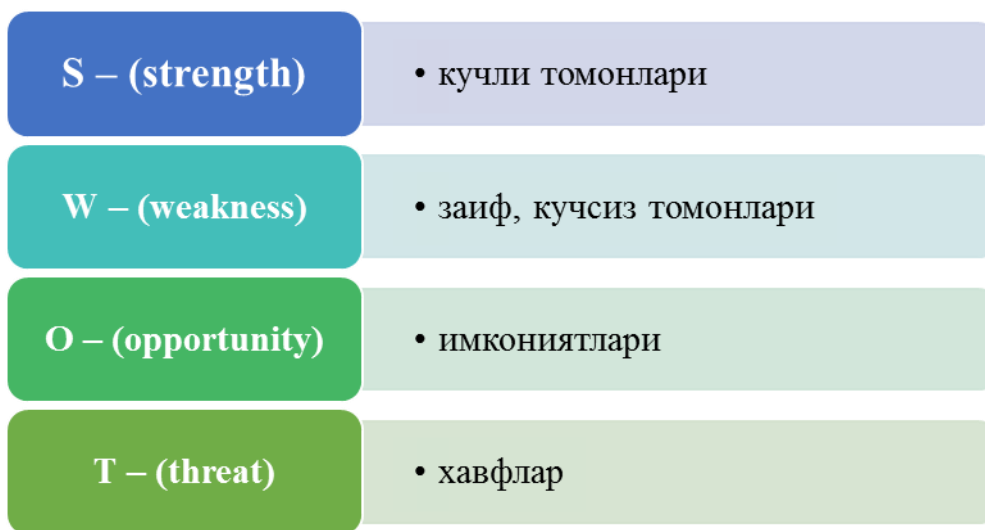 S – (strength)
• кучли томонлари
W – (weakness)
• заиф, кучсиз томонлари
O – (opportunity)
• имкониятлари
T – (threat)
• хавфлар